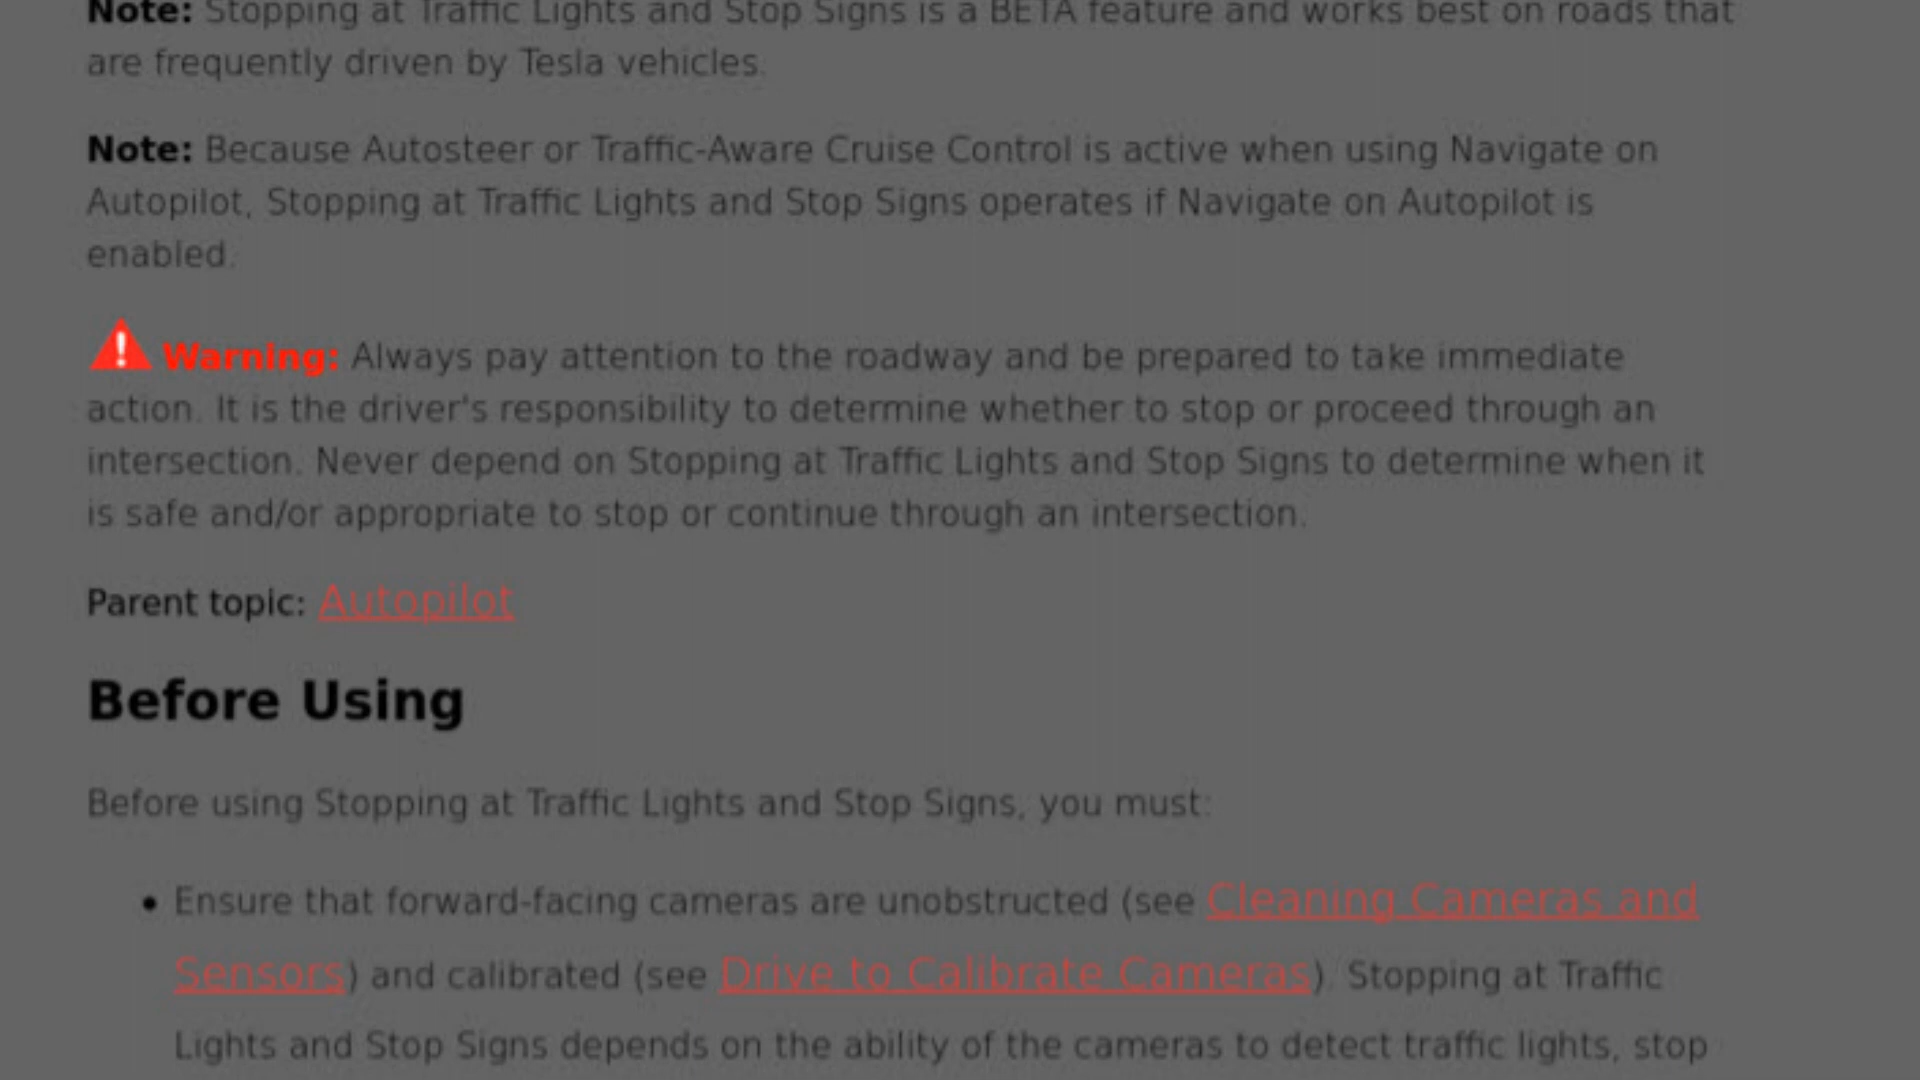 Note: Stopping at Traffic Lights and Stop Signs is a BETA feature and works best on roads that
are frequently driven by Tesla vehicles.
Note: Because Autosteer or Traffic-Aware Cruise Control is active when using Navigate on
Autopilot, Stopping at Traffic Lights and Stop Signs operates if Navigate on Autopilot is
enabled.
Warning: Always pay attention to the roadway and be prepared to take immediate
action. It is the driver's responsibility to determine whether to stop or proceed through an
intersection. Never depend on Stopping at Traffic Lights and Stop Signs to determine when it
is safe and/or appropriate to stop or continue through an intersection.
Parent topic: Autopilot
Before Using
Before using Stopping at Traffic Lights and Stop Signs, you must:
• Ensure that forward-facing cameras are unobstructed (see Cleaning Cameras and
Sensors) and calibrated (see Drive to Calibrate Cameras). Stopping at Traffic
Lights and Stop Signs depends on the ability of the cameras to detect traffic lights, stop